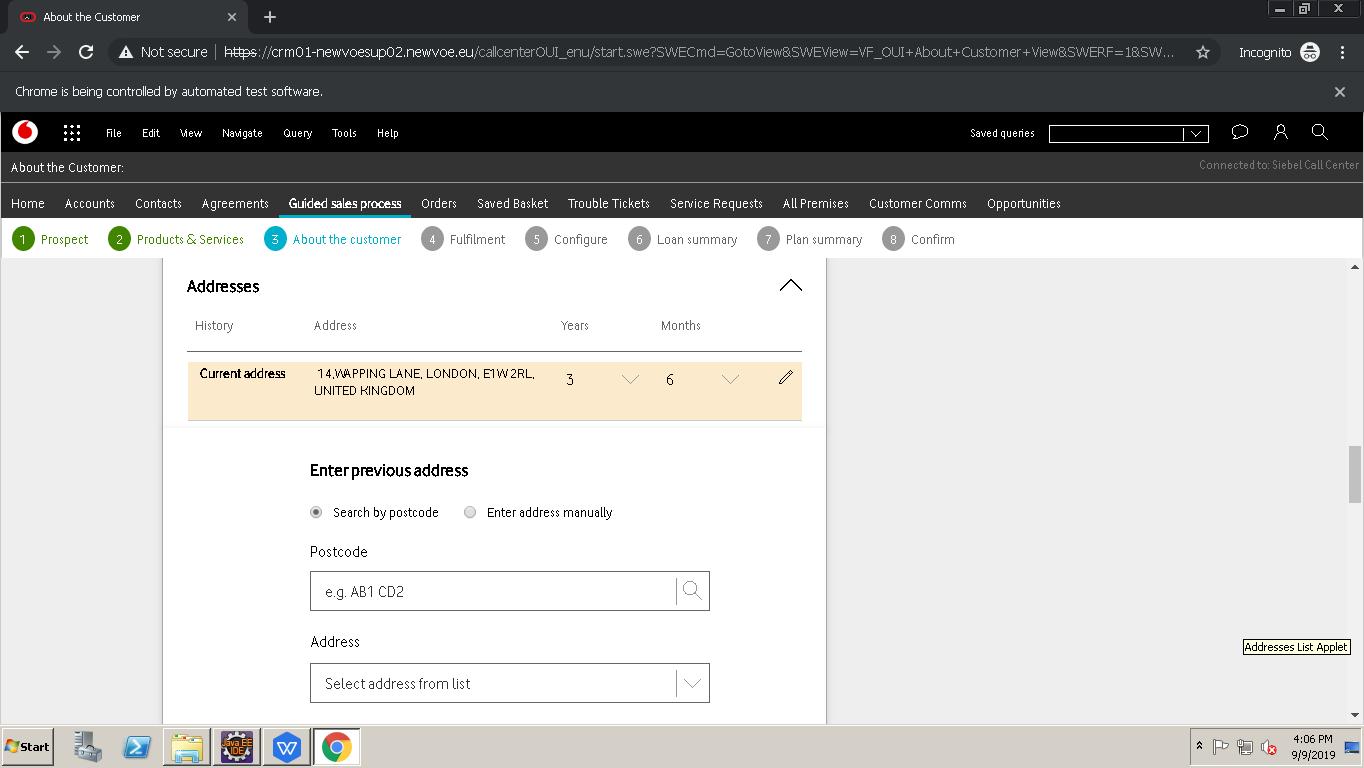 About the Customer
Not secure https://crm01-newvoesup02.newvoe.eu/callcenterOUI_enu/start.swe?SWECmd=GotoView&SWEView=VF_OUI+About+Customer+View&SWERF=1&SW... Incognito
Chrome is being controlled by automated test software.
File Edit View Navigate Query Tools Help Saved queries
About the Customer: Connected to: Siebel Call Center
Home Accounts Contacts Agreements Guided sales process Orders Saved Basket Trouble Tickets Service Requests All Premises Customer Comms Opportunities
1 Prospect 2 Products & Services 3 About the customer 4 Fulfilment 5 Configure 6 Loan summary 7 Plan summary 8 Confirm
Addresses
History Address Years Months
Current address 14,WAPPING LANE, LONDON, E1W 2RL, 3 6
UNITED KINGDOM
Enter previous address
Search by postcode Enter address manually
Postcode
e.g. AB1 CD2
Address
Addresses List Applet
Select address from list
Start Java EE IDE W 4:06 PM
9/9/2019